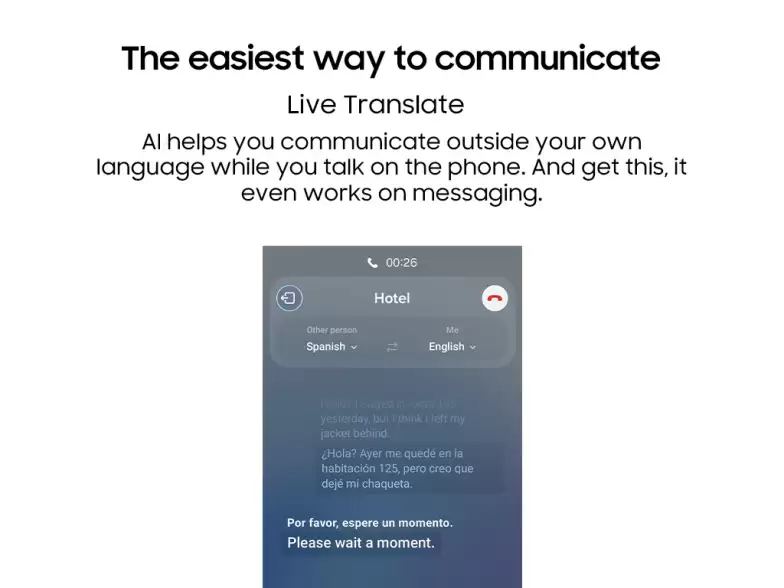 The easiest way to communicate
Live Translate
AI helps you communicate outside your own
language while you talk on the phone. And get this, it
even works on messaging.
00:26
Hotel
Other person
Me
Spanish
English
yesterday, but I think I left my
jacket behind.
¿Hola? Ayer me quedé en la
habitación 125, pero creo que
dejé mi chaqueta.
Por favor, espere un momento.
Please wait a moment.